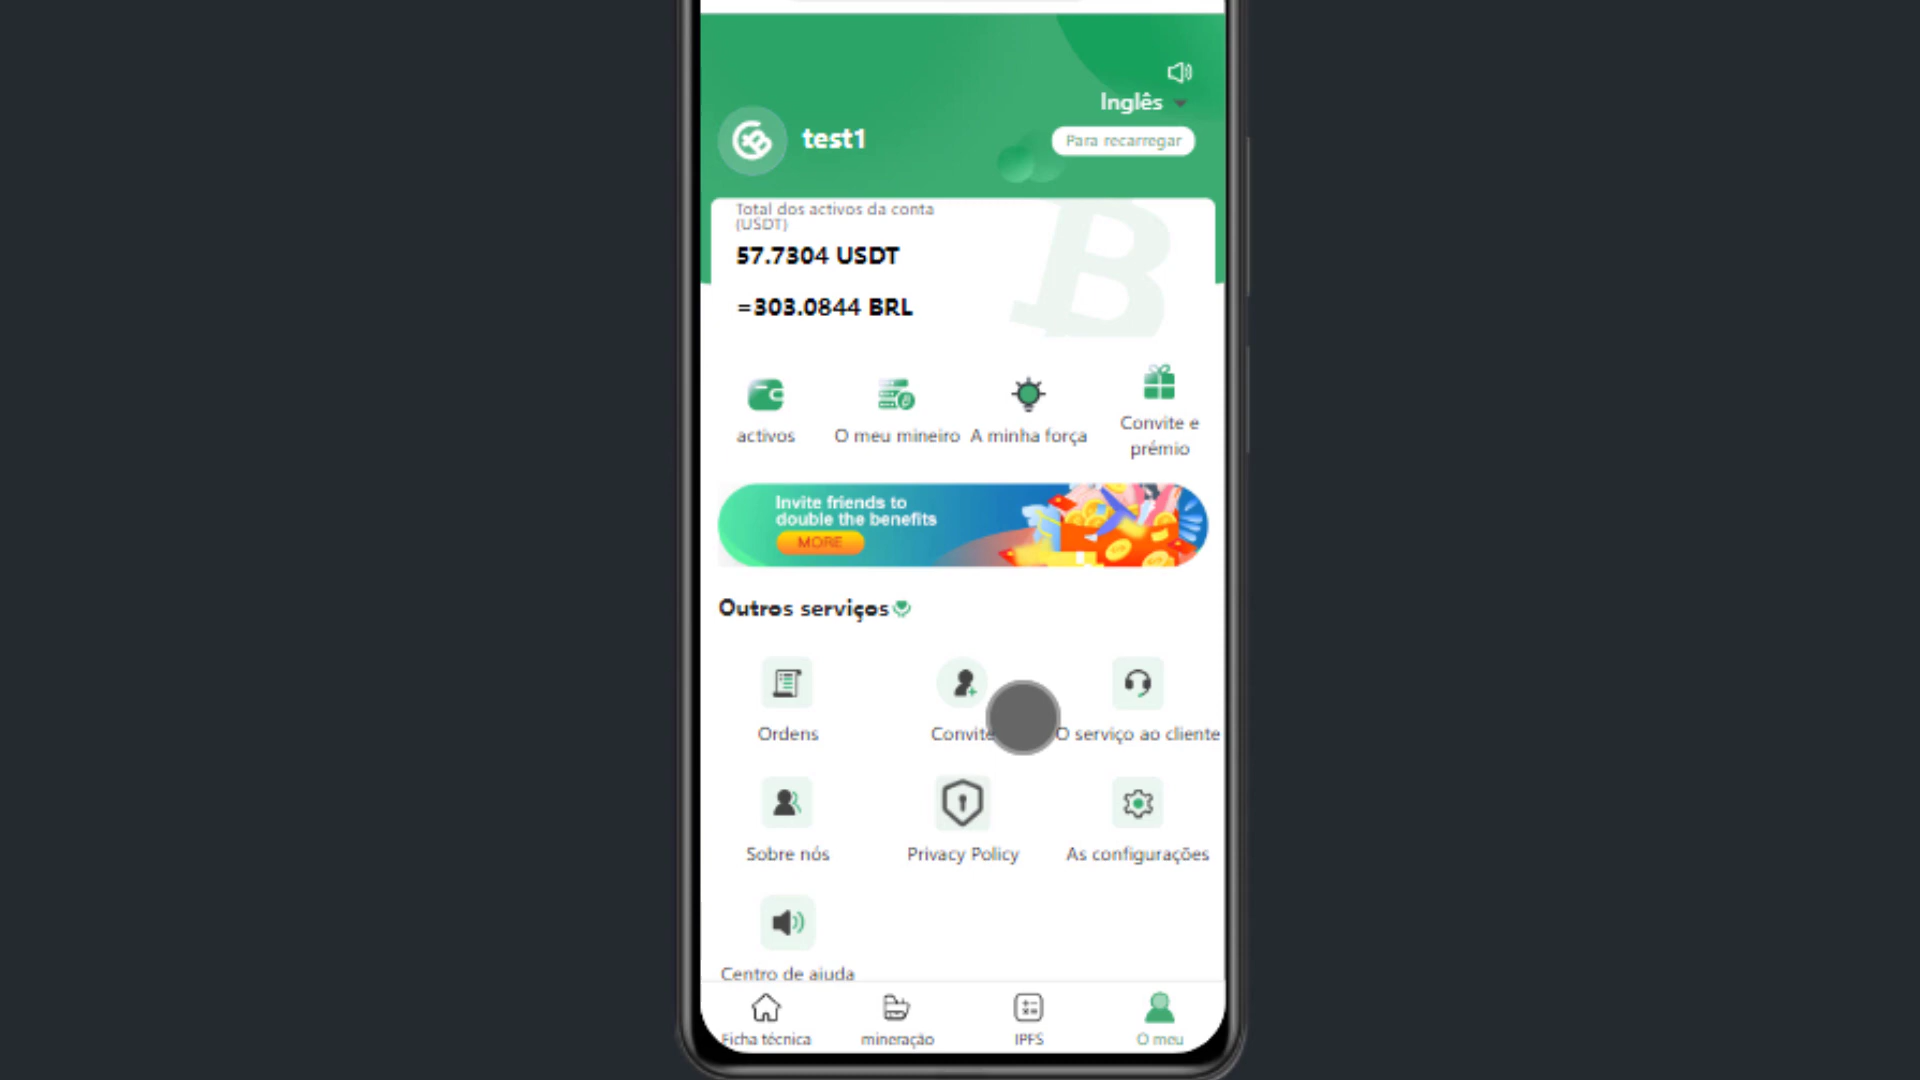 Inglês
test1
Para recarregar
Total dos activos da conta
(USDT)
57.7304 USDT
=303.0844 BRL
activos
O meu mineiro
A minha força
Convite e
prémio
Invite friends to
double the benefits
MORE
Outros serviços
Ordens
Convite
O serviço ao cliente
Sobre nós
Privacy Policy
As configurações
Centro de ajuda
Ficha técnica
mineração
IPFS
O meu